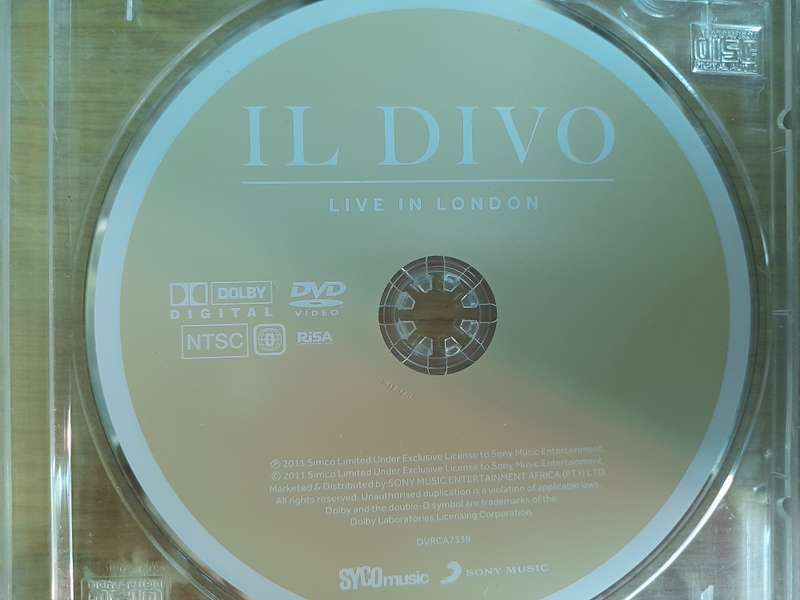 COMPACT
DISC
DIGITAL AUDIO
IL DIVO
LIVE IN LONDON
DOLBY
DIGITAL
DVD
VIDEO
NTSC
0
RiSA
℗ 2011 Simco Limited Under Exclusive License to Sony Music Entertainment.
© 2011 Simco Limited Under Exclusive License to Sony Music Entertainment.
Marketed & Distributed by SONY MUSIC ENTERTAINMENT AFRICA (PTY) LTD.
All rights reserved. Unauthorised duplication is a violation of applicable laws.
Dolby and the double-D symbol are trademarks of the
Dolby Laboratories Licensing Corporation.
DVRCA7339
SYCOmusic
SONY MUSIC